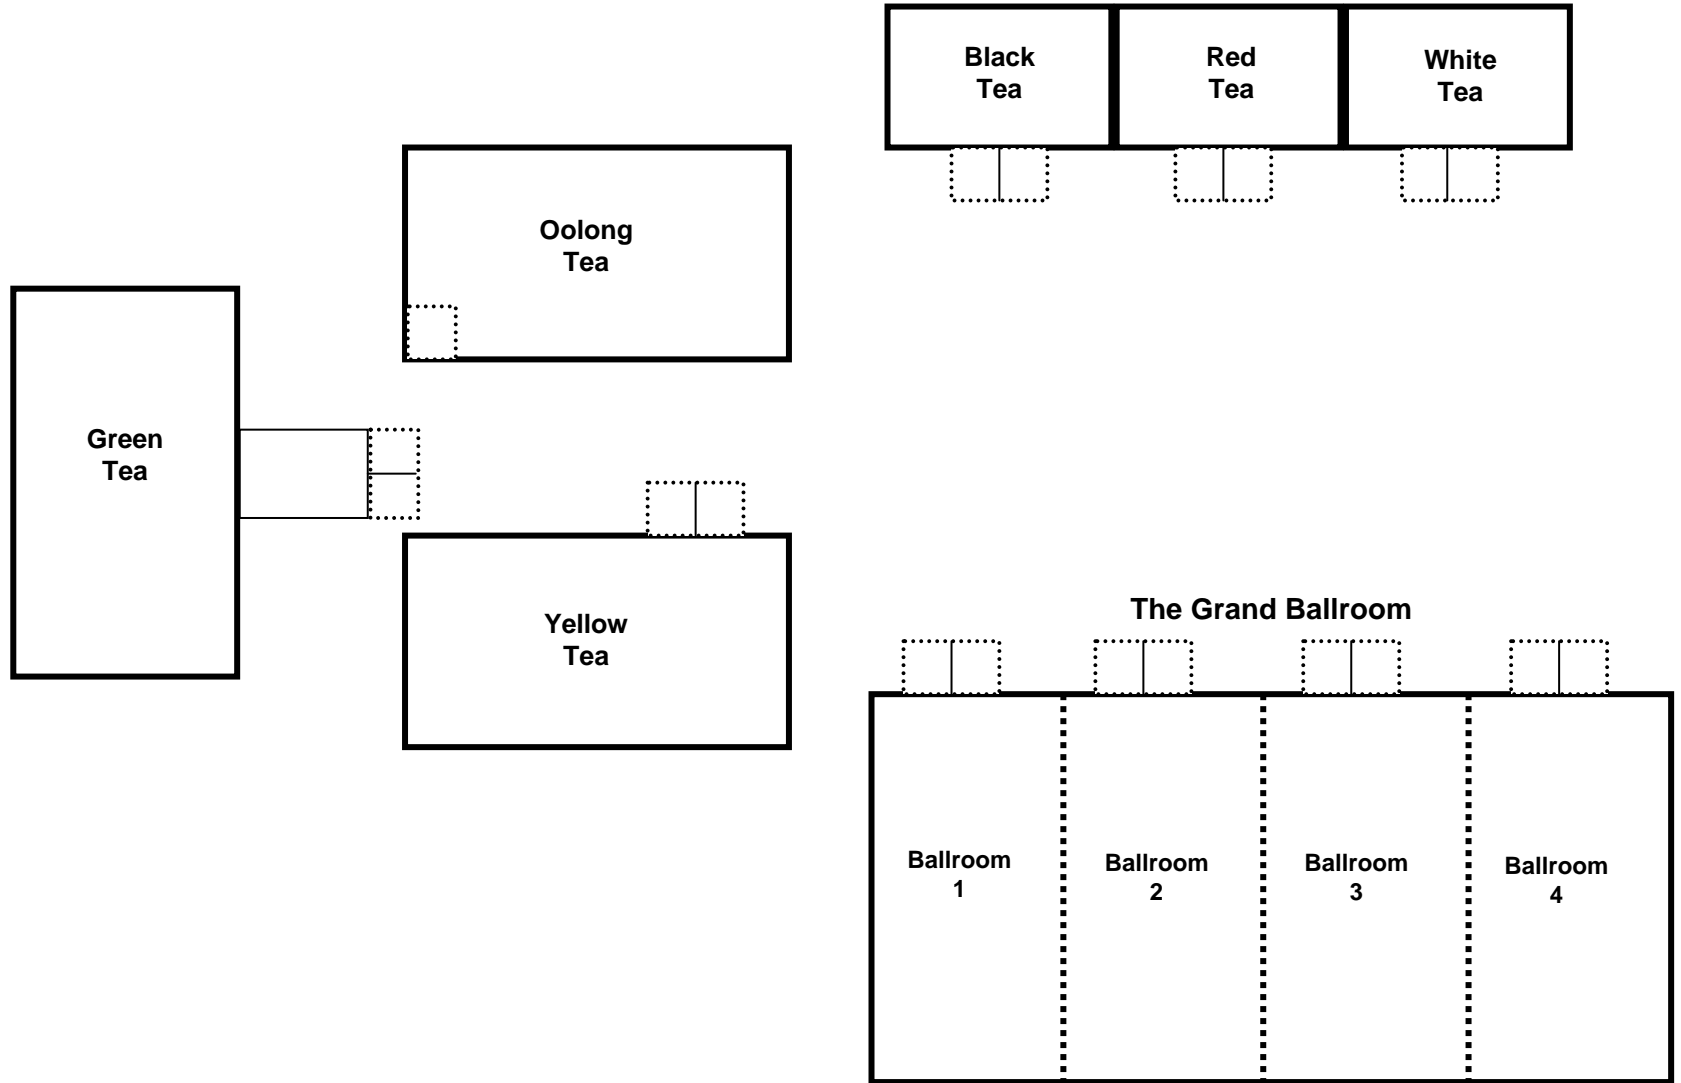 Black
Tea
Red
Tea
White
Tea
Oolong
Tea
Green
Tea
Yellow
Tea
The Grand Ballroom
Ballroom
1
Ballroom
2
Ballroom
3
Ballroom
4